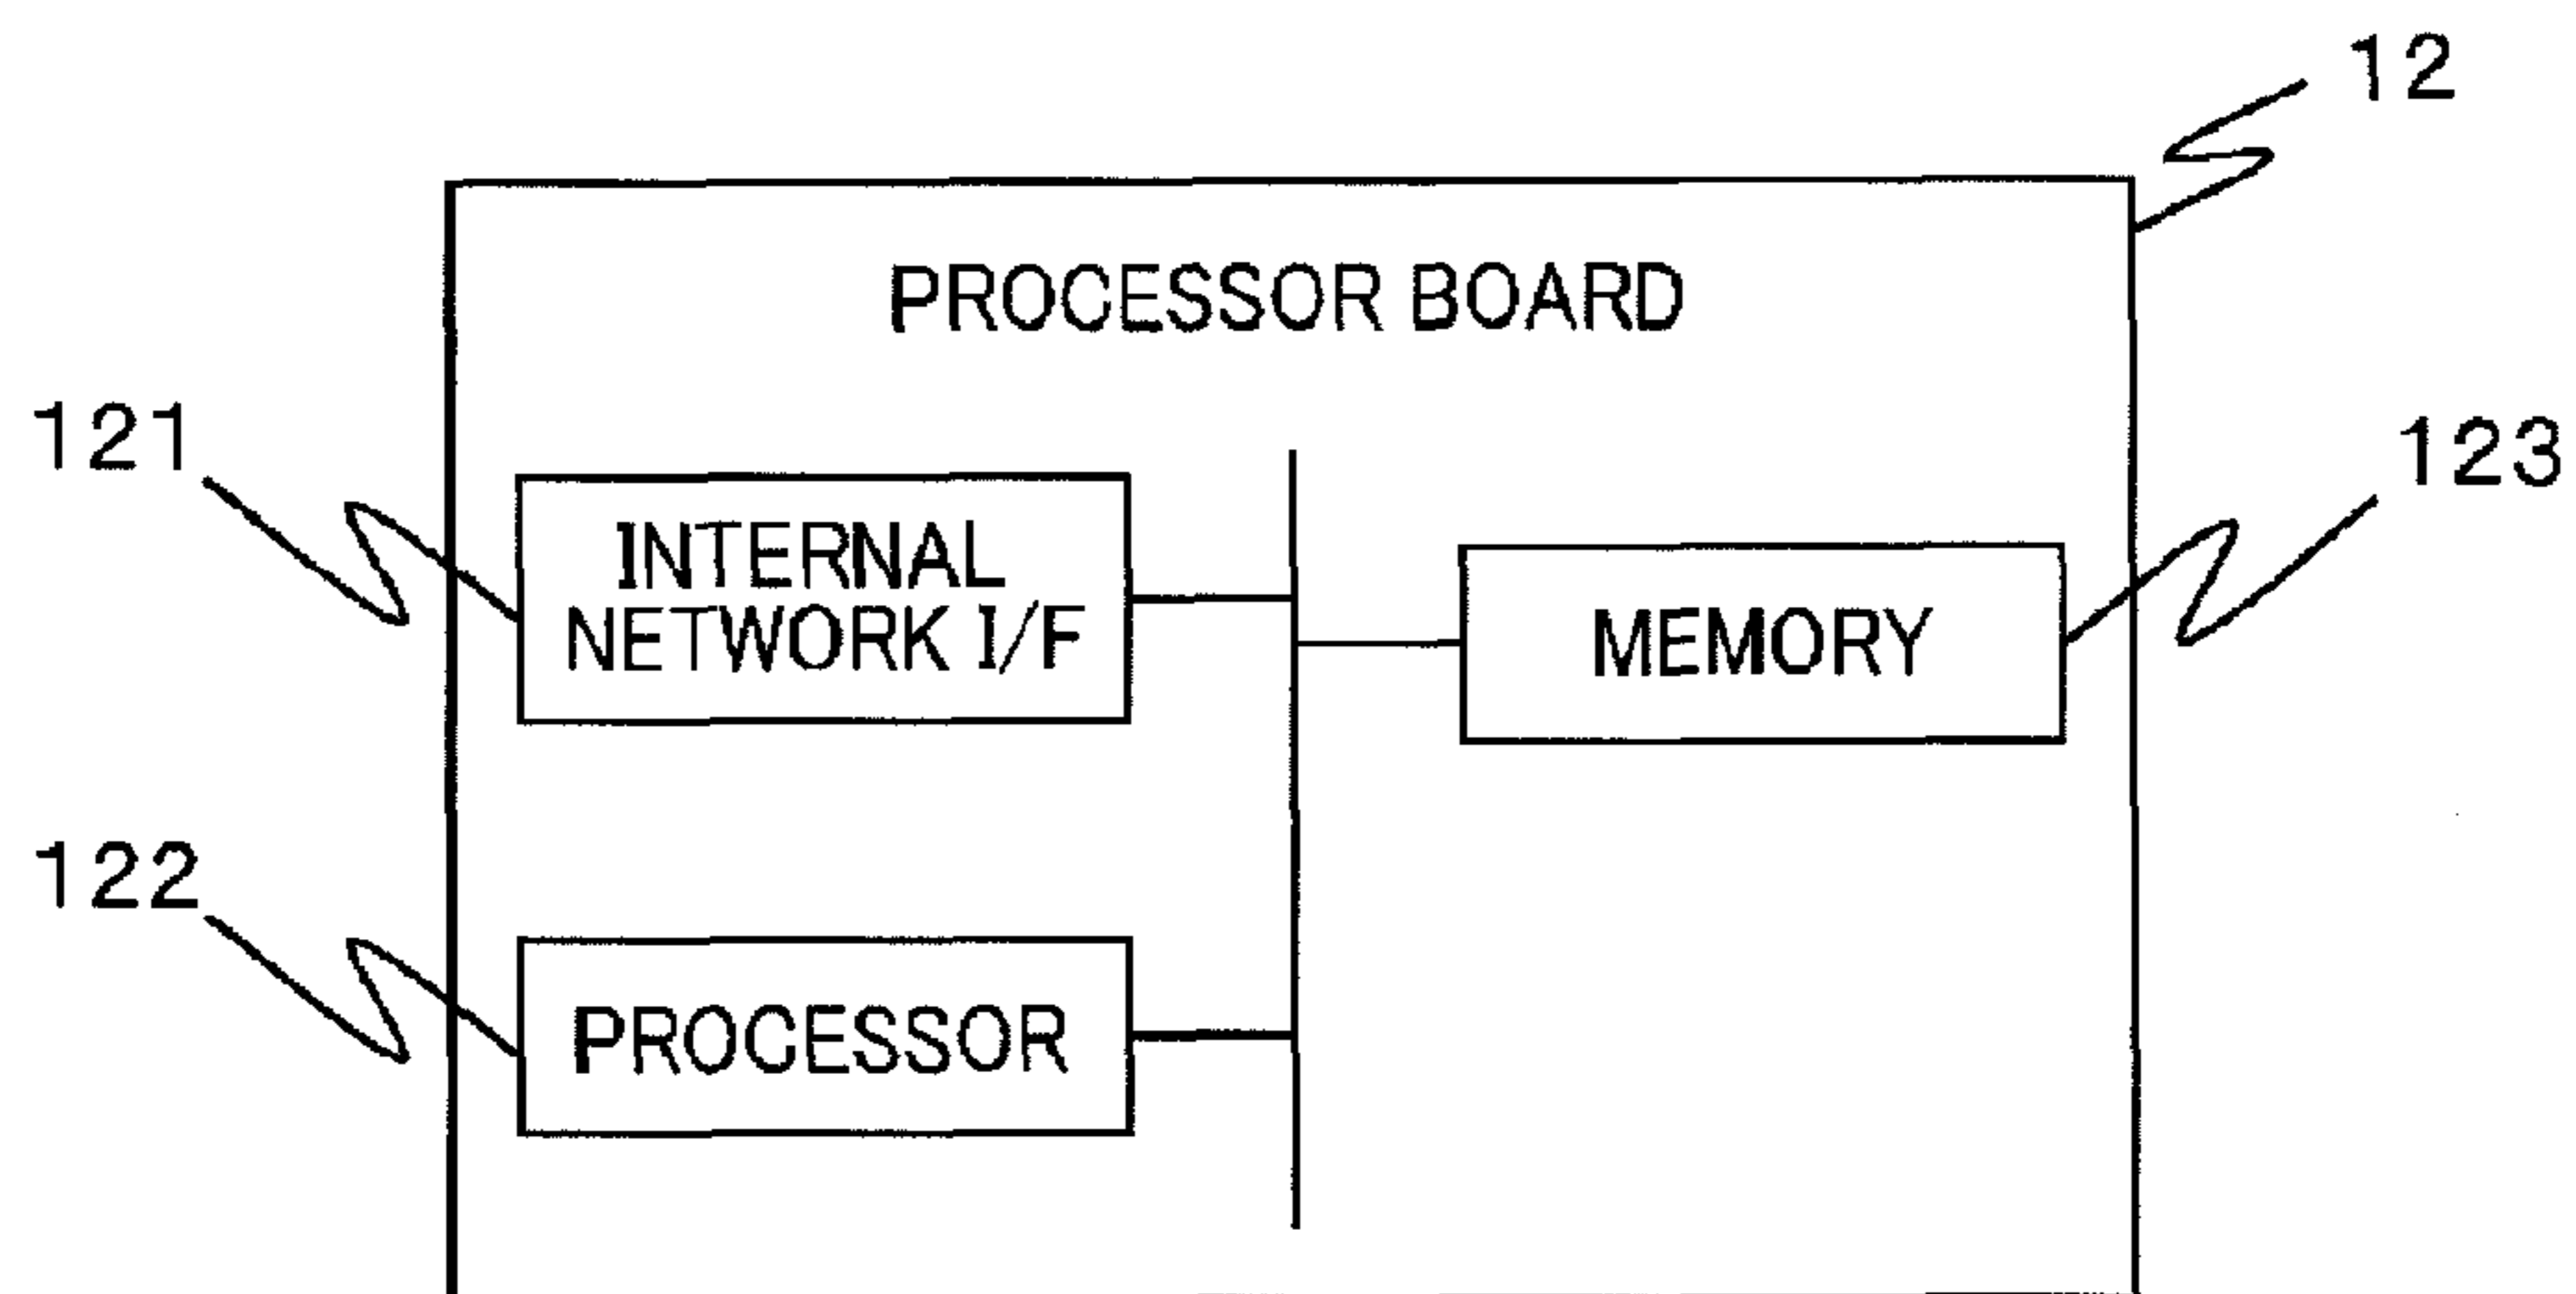 12
PROCESSOR BOARD
121
123
INTERNAL
NETWORK I/F
MEMORY
122
PROCESSOR